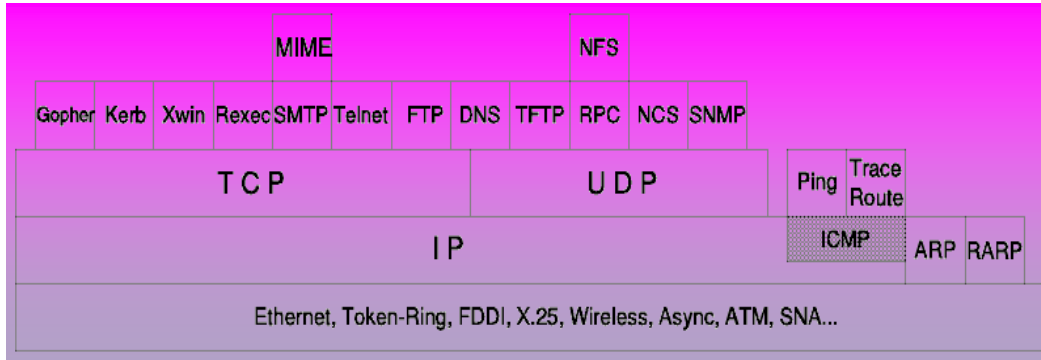 MIME NFS
Gopher Kerb Xwin Rexec SMTP Telnet FTP DNS TFTP RPC NCS SNMP
TCP UDP Ping Trace
Route
IP ICMP ARP RARP
Ethernet, Token-Ring, FDDI, X.25, Wireless, Async, ATM, SNA...